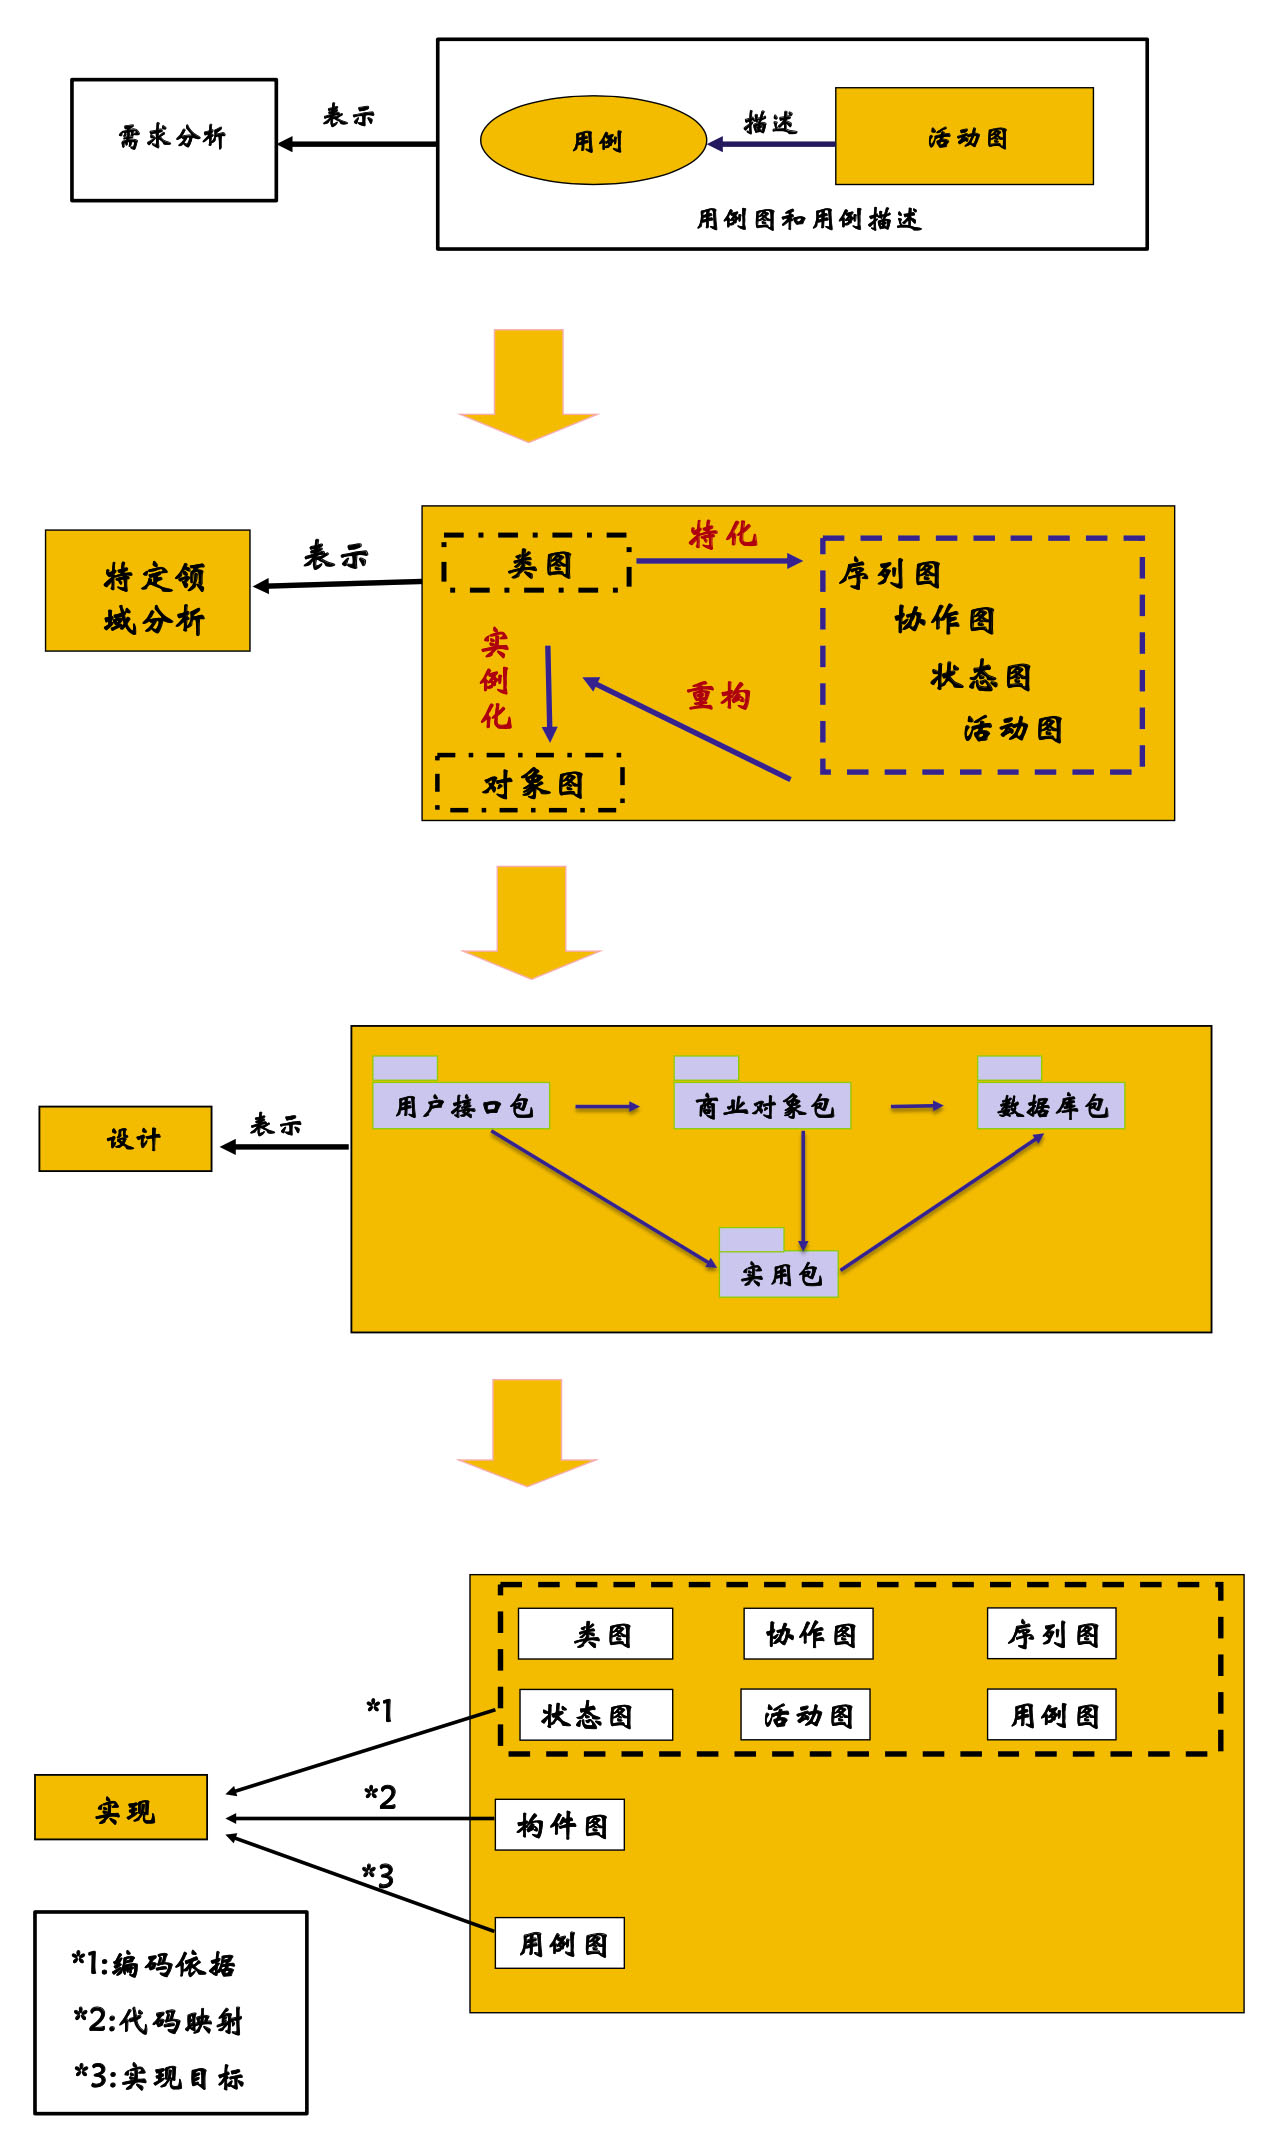 需求分析
表示
用例
描述
活动图
用例图和用例描述
特定领
域分析
表示
类图
特化
序列图
协作图
状态图
活动图
实
例
化
重构
对象图
设计
表示
用户接口包
商业对象包
数据库包
实用包
类图
协作图
序列图
状态图
活动图
用例图
*1
*2
*3
实现
构件图
用例图
*1:编码依据
*2:代码映射
*3:实现目标